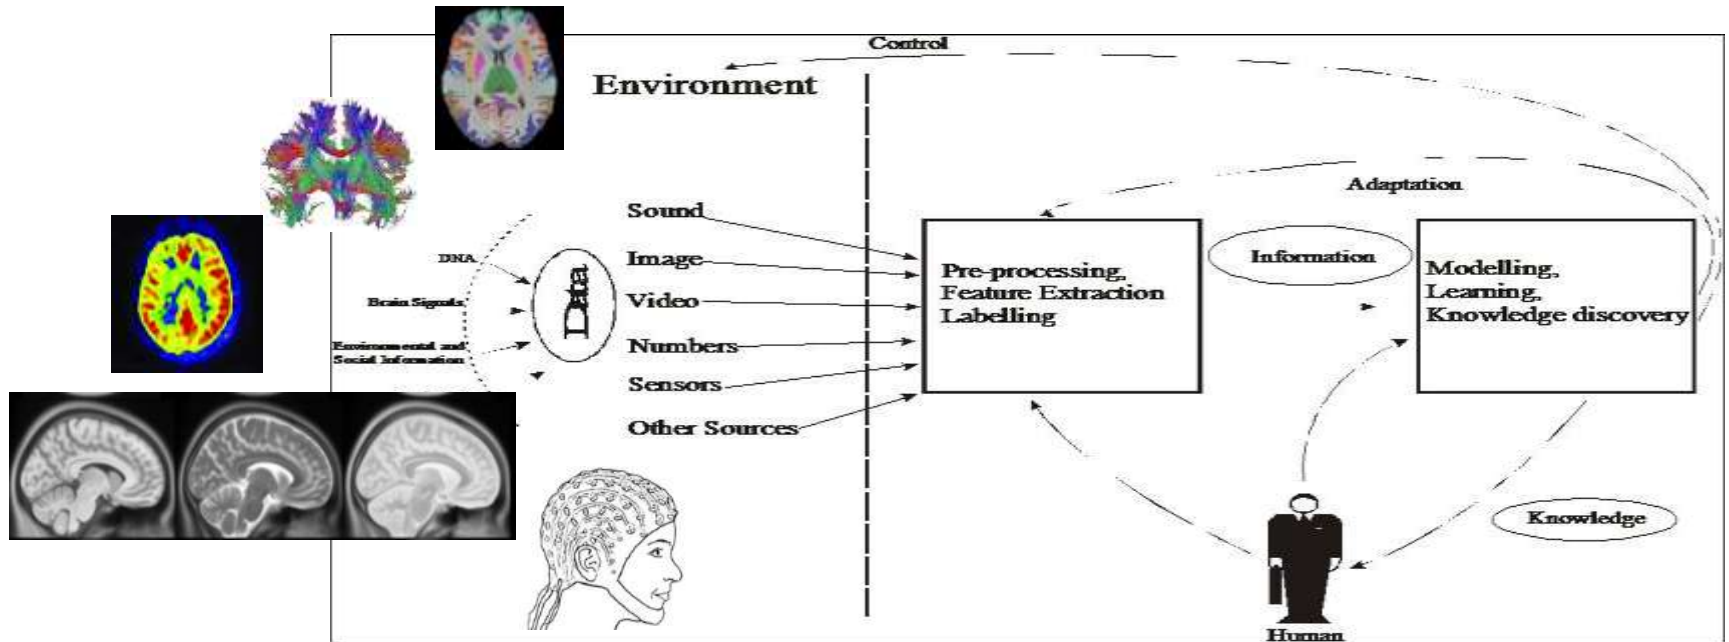 Control
Environment
Adaptation
Sound
DNA
Image
Data
Brain Signals
Video
Environmental and
Social Information
Numbers
Sensors
Other Sources
Pre-processing,
Feature Extraction
Labelling
Information
Modelling,
Learning,
Knowledge discovery
Knowledge
Human